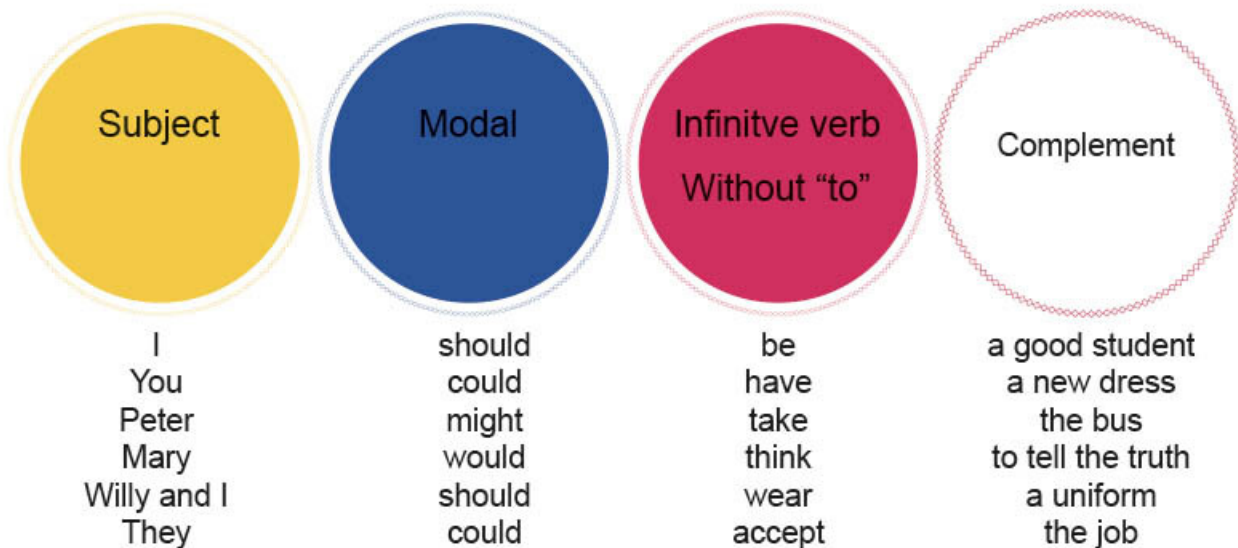 Subject
Modal
Infinitve verb
Without “to”
Complement
I should be a good student
You could have a new dress
Peter might take the bus
Mary would think to tell the truth
Willy and I should wear a uniform
They could accept the job